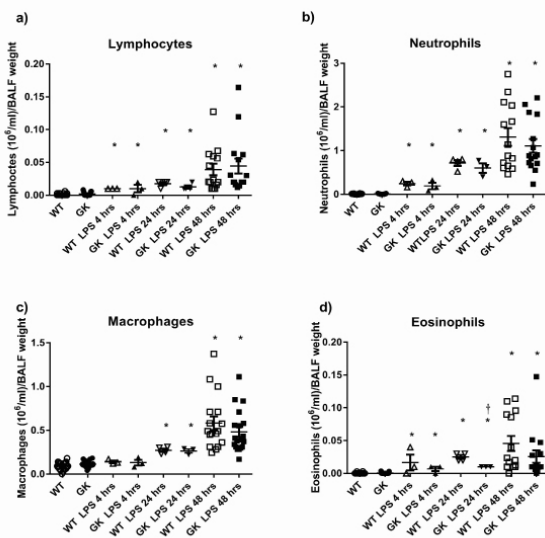 a)
Lymphocytes
Lymphoctes (10⁶/ml)/BALF weight
0.20
0.15
0.10
0.05
0.00
* * * * * *
WT
GK
WT LPS 4 hrs
GK LPS 4 hrs
WT LPS 24 hrs
GK LPS 24 hrs
WT LPS 48 hrs
GK LPS 48 hrs
b)
Neutrophils
Neutrophils (10⁶/ml)/BALF weight
3
2
1
0
* * * * * *
WT
GK
WT LPS 4 hrs
GK LPS 4 hrs
WTLPS 24 hrs
GK LPS 24 hrs
WT LPS 48 hrs
GK LPS 48 hrs
c)
Macrophages
Macrophages (10⁶/ml)/BALF weight
1.5
1.0
0.5
0.0
* * * *
WT
GK
WT LPS 4 hrs
GK LPS 4 hrs
WT LPS 24 hrs
GK LPS 24 hrs
WT LPS 48 hrs
GK LPS 48 hrs
d)
Eosinophils
Eosinophils (10⁶/ml)/BALF weight
0.20
0.15
0.10
0.05
0.00
†
* * * * * *
WT
GK
WT LPS 4 hrs
GK LPS 4 hrs
WT LPS 24 hrs
GK LPS 24 hrs
WT LPS 48 hrs
GK LPS 48 hrs